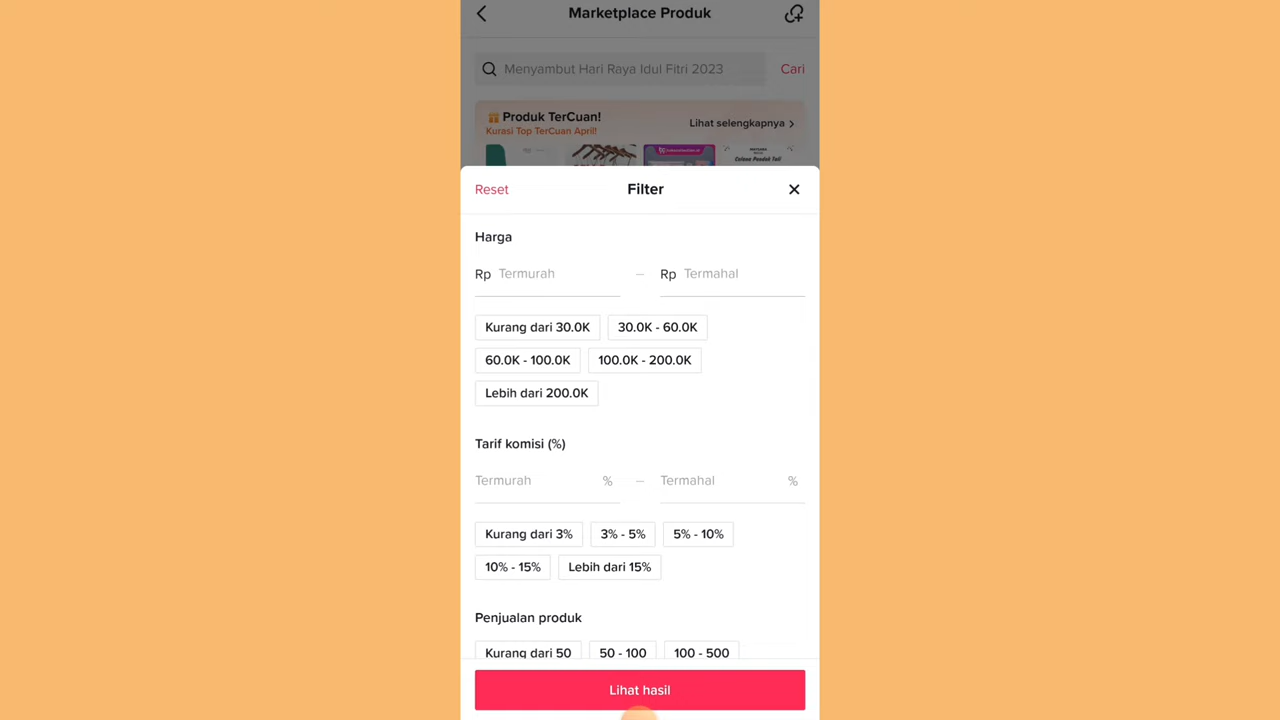 Marketplace Produk
Menyambut Hari Raya Idul Fitri 2023 Cari
Produk TerCuan!
Kurasi Top TerCuan April!
Lihat selengkapnya
Celana Pendek Tali
Reset Filter
Harga
Rp Termurah – Rp Termahal
Kurang dari 30.0K 30.0K - 60.0K
60.0K - 100.0K 100.0K - 200.0K
Lebih dari 200.0K
Tarif komisi (%)
Termurah % – Termahal %
Kurang dari 3% 3% - 5% 5% - 10%
10% - 15% Lebih dari 15%
Penjualan produk
Kurang dari 50 50 - 100 100 - 500
Lihat hasil